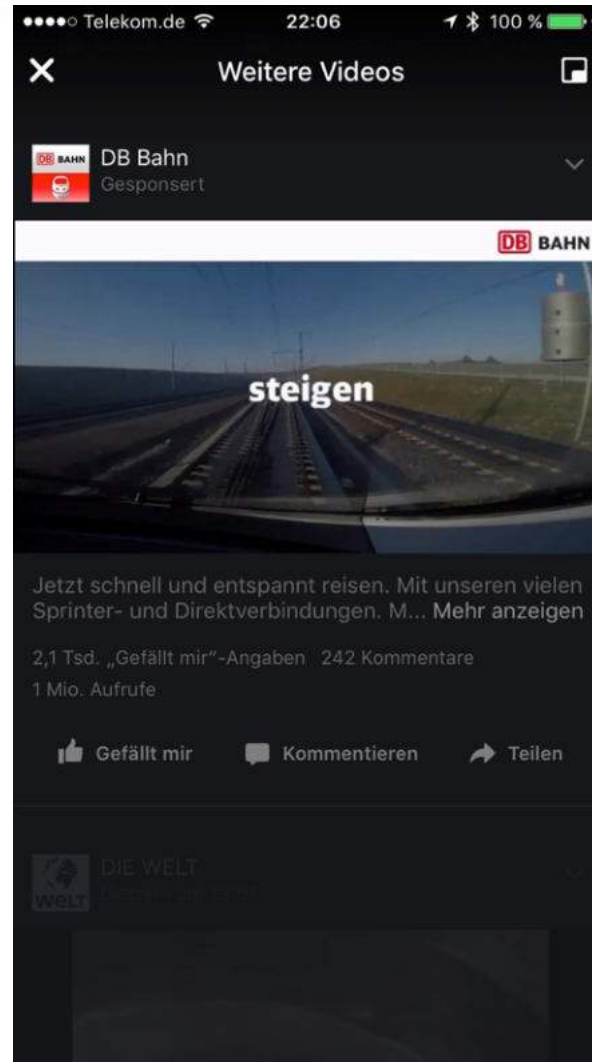 Telekom.de 22:06 100 %
Weitere Videos
DB BAHN
DB Bahn
Gesponsert
DB BAHN
steigen
Jetzt schnell und entspannt reisen. Mit unseren vielen
Sprinter- und Direktverbindungen. M... Mehr anzeigen
2,1 Tsd. „Gefällt mir“-Angaben 242 Kommentare
1 Mio. Aufrufe
Gefällt mir Kommentieren Teilen
DIE WELT
WELT